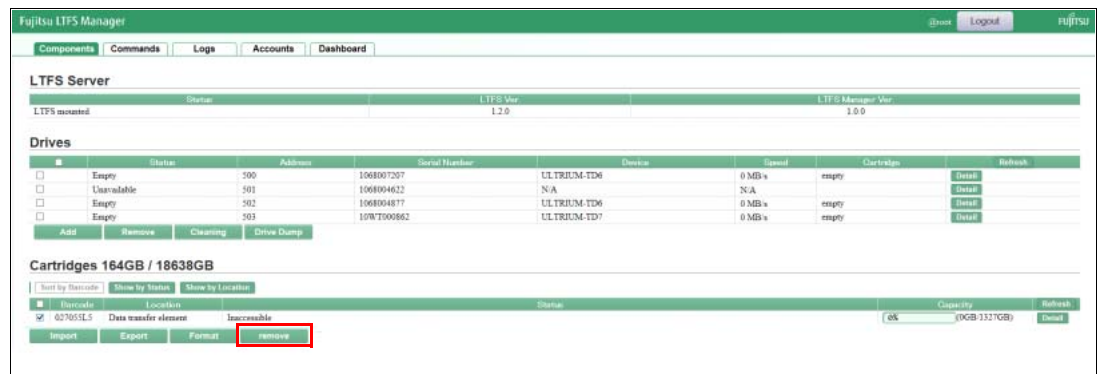 Fujitsu LTFS Manager @root Logout FUJITSU
Components Commands Logs Accounts Dashboard
LTFS Server
Status LTFS Ver. LTFS Manager Ver.
LTFS mounted 1.2.0 1.0.0
Drives
Status Address Serial Number Device Speed Cartridge Refresh
Empty 500 1068007207 ULTRIUM-TD6 0 MB/s empty Detail
Unavailable 501 1068004622 N/A N/A Detail
Empty 502 1068004877 ULTRIUM-TD6 0 MB/s empty Detail
Empty 503 10WT000862 ULTRIUM-TD7 0 MB/s empty Detail
Add Remove Cleaning Drive Dump
Cartridges 164GB / 18638GB
Sort by Barcode Show by Status Show by Location
Barcode Location Status Capacity Refresh
02705SL5 Data transfer element Inaccessible 0% (0GB/1327GB) Detail
Import Export Format remove